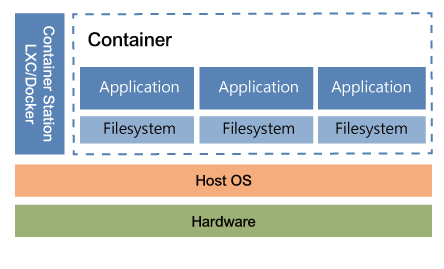 Container Station
LXC/Docker
Container
Application Application Application
Filesystem Filesystem Filesystem
Host OS
Hardware